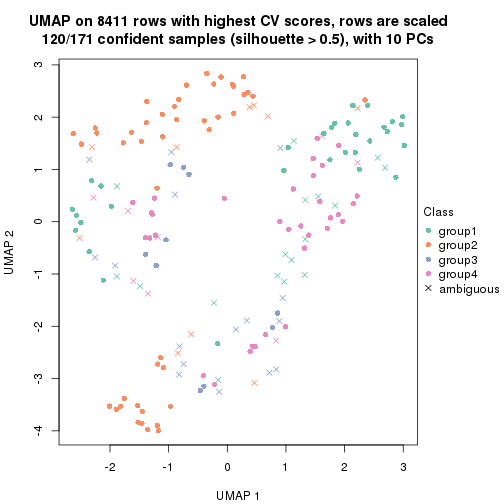 UMAP on 8411 rows with highest CV scores, rows are scaled
120/171 confident samples (silhouette > 0.5), with 10 PCs
3
2
1
0
-1
-2
-3
-4
UMAP 2
-2
-1
0
1
2
3
UMAP 1
Class
group1
group2
group3
group4
ambiguous